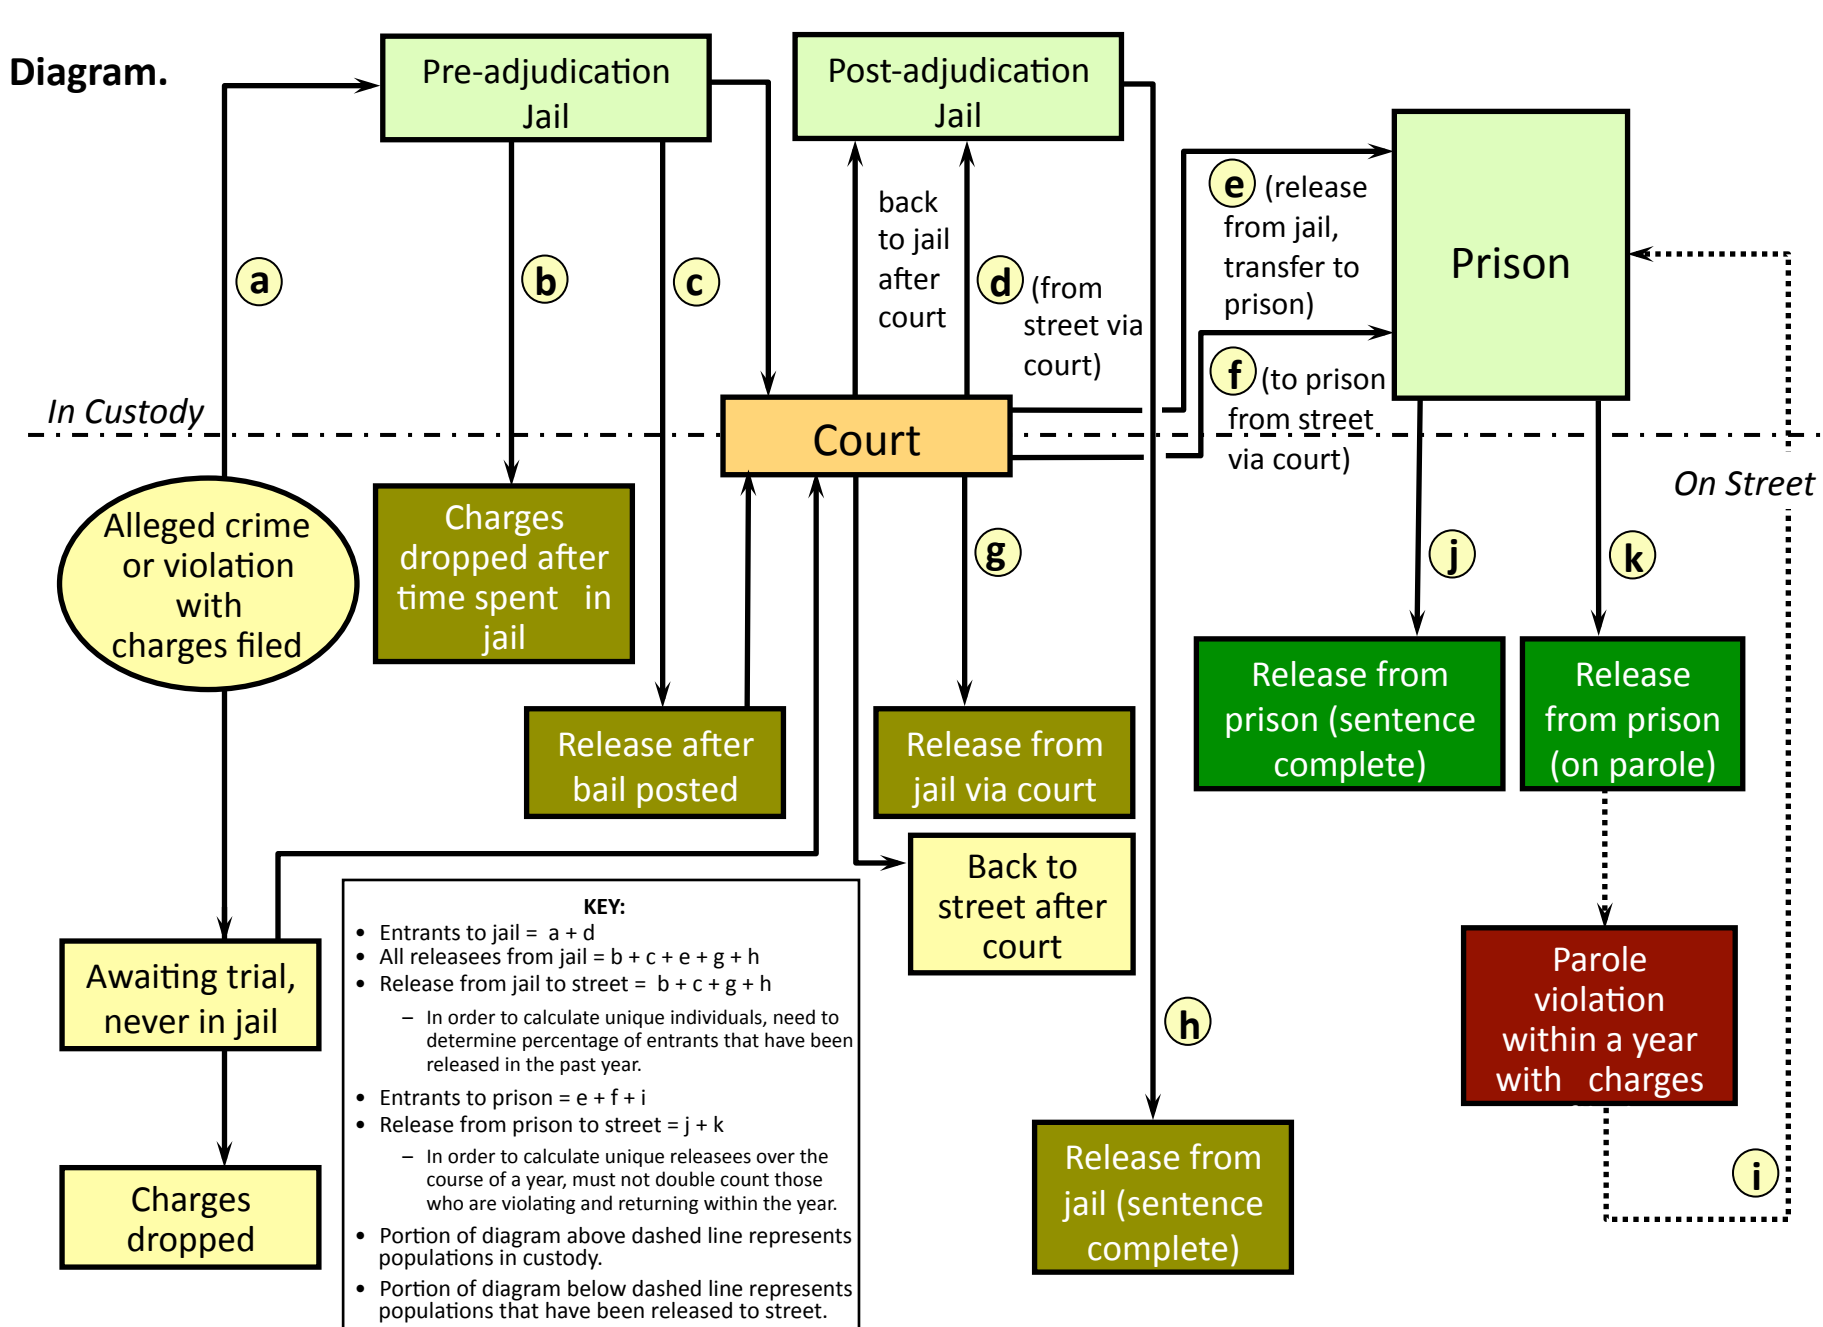 Diagram.
Pre-adjudication
Jail
Post-adjudication
Jail
Prison
a
b
c
back
to jail
after
court
d (from
street via
court)
e (release
from jail,
transfer to
prison)
f (to prison
from street
via court)
In Custody
On Street
Court
Alleged crime
or violation
with
charges filed
Charges
dropped after
time spent   in
jail
g
j
k
Release after
bail posted
Release from
jail via court
Release from
prison (sentence
complete)
Release
from prison
(on parole)
Back to
street after
court
Awaiting trial,
never in jail
Charges
dropped
h
Parole
violation
within a year
with   charges
i
Release from
jail (sentence
complete)
KEY:
• Entrants to jail =  a + d
• All releasees from jail = b + c + e + g + h
• Release from jail to street =  b + c + g + h
– In order to calculate unique individuals, need to
determine percentage of entrants that have been
released in the past year.
• Entrants to prison = e + f + i
• Release from prison to street = j + k
– In order to calculate unique releasees over the
course of a year, must not double count those
who are violating and returning within the year.
• Portion of diagram above dashed line represents
populations in custody.
• Portion of diagram below dashed line represents
populations that have been released to street.